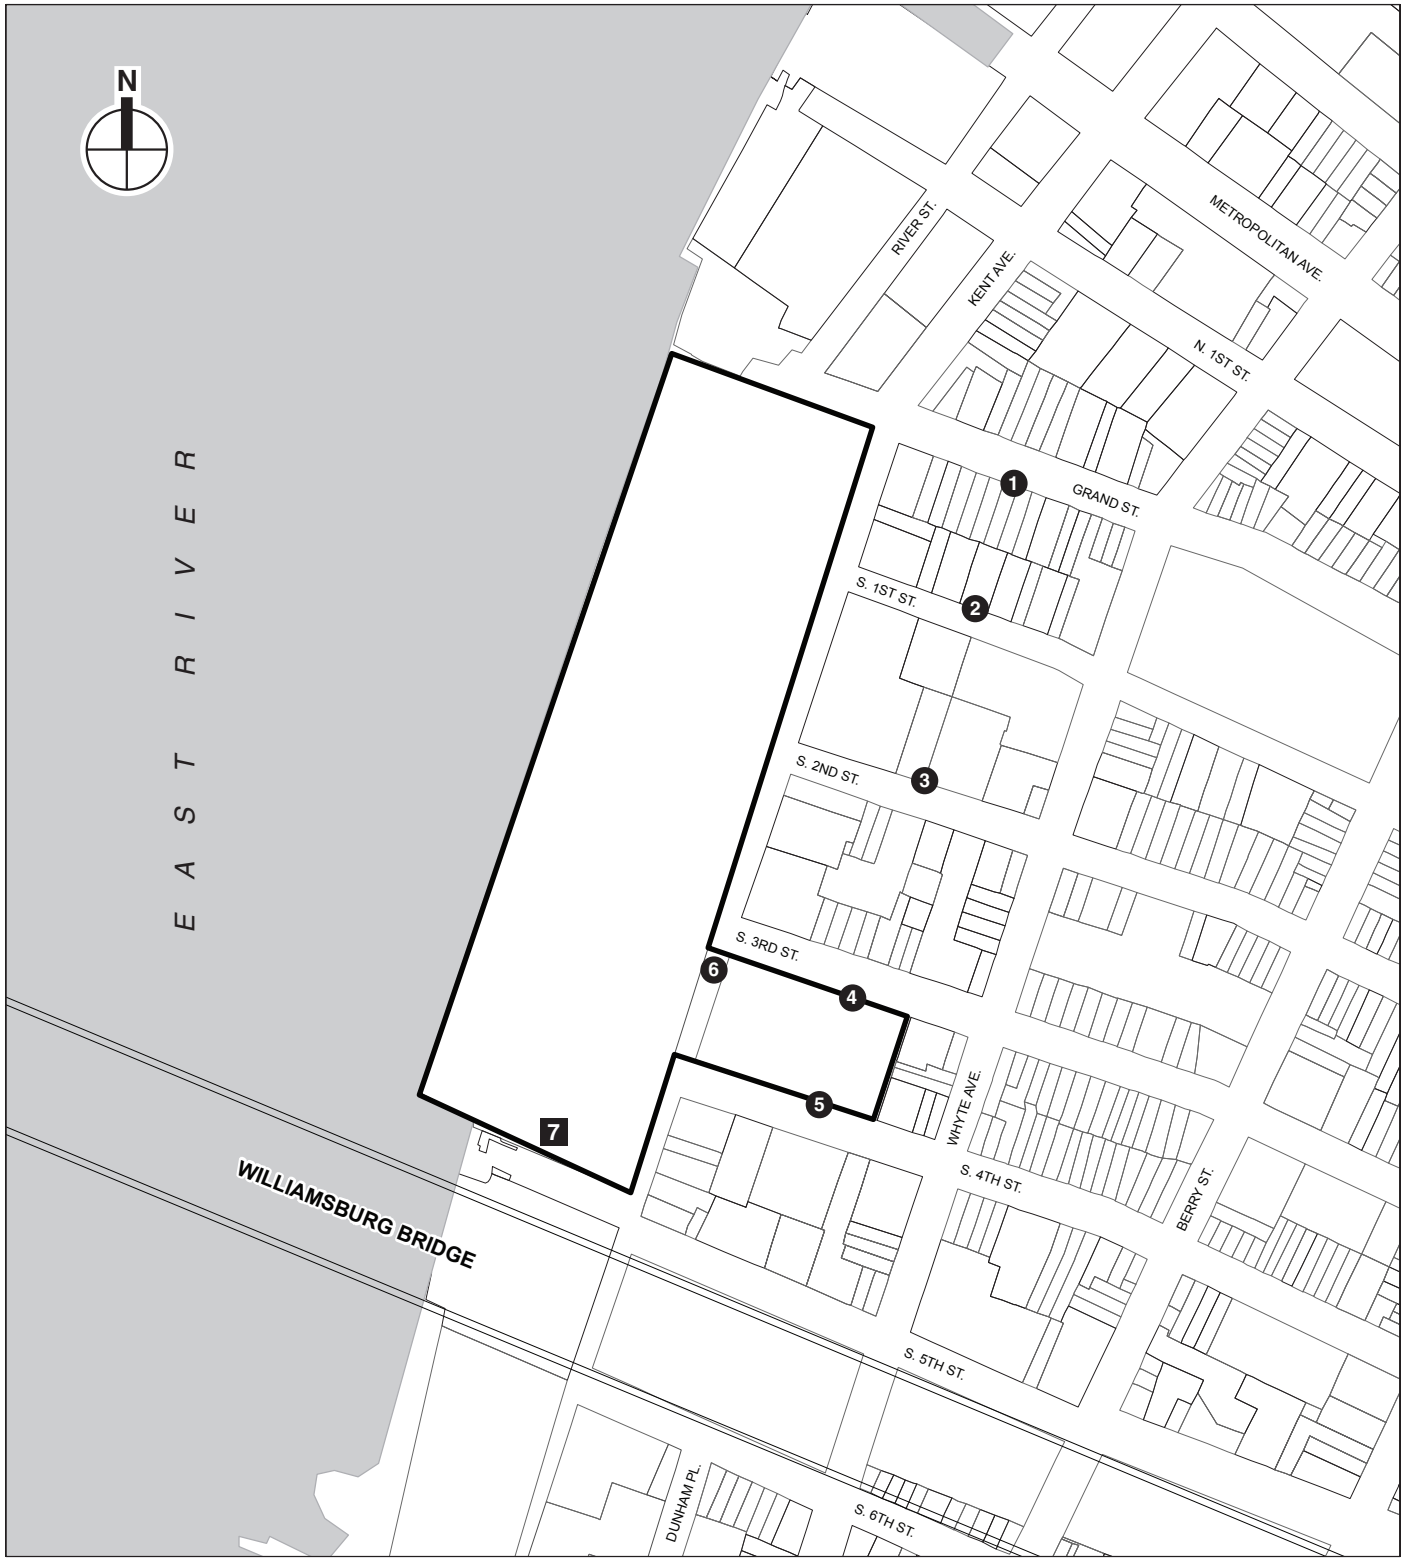 N
METROPOLITAN AVE.
RIVER ST.
KENT AVE.
N. 1ST ST.
EAST RIVER
1
GRAND ST.
S. 1ST ST.
2
S. 2ND ST.
3
S. 3RD ST.
6
4
WHYTE AVE.
5
7
WILLIAMSBURG BRIDGE
S. 4TH ST.
BERRY ST.
S. 5TH ST.
DUNHAM PL.
S. 6TH ST.